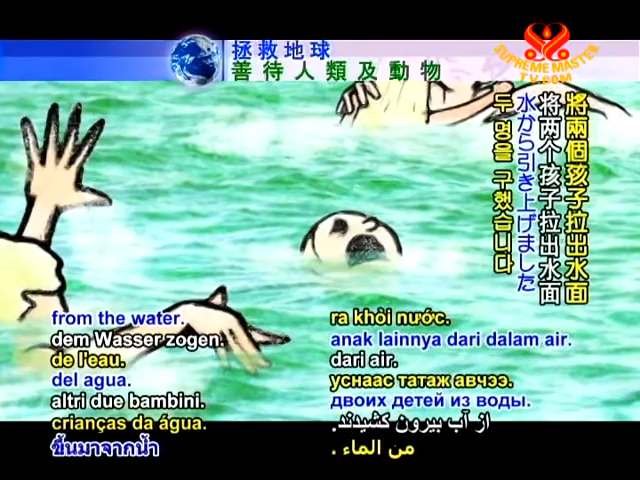 拯救地球
善待人類及動物
SUPREME MASTER
TV.COM
將兩個孩子拉出水面
将两个孩子拉出水面
水から引き上げました
두 명을 구했습니다
from the water.
dem Wasser zogen.
de l'eau.
del agua.
altri due bambini.
crianças da água.
ขึ้นมาจากน้ำ
ra khỏi nước.
anak lainnya dari dalam air.
dari air.
уснаас татаж авчээ.
двоих детей из воды.
از آب بیرون کشیدند.
من الماء .